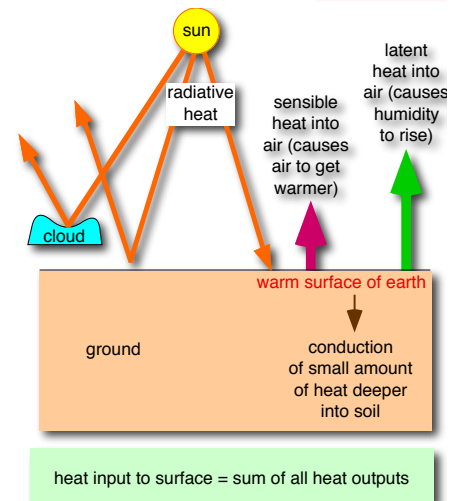 sun
radiative
heat
sensible
heat into
air (causes
air to get
warmer)
latent
heat into
air (causes
humidity
to rise)
cloud
warm surface of earth
ground
conduction
of small amount
of heat deeper
into soil
heat input to surface = sum of all heat outputs